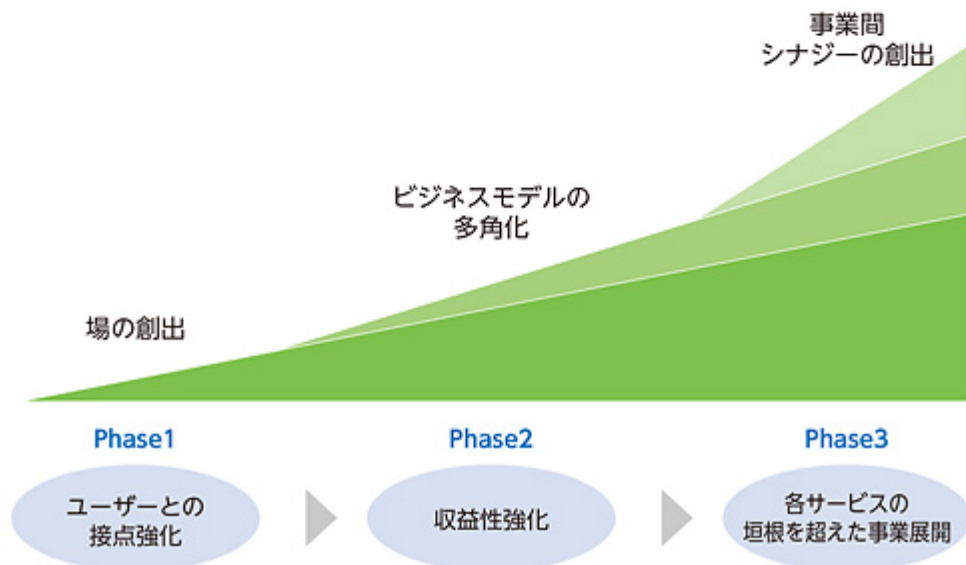 事業間
シナジーの創出
ビジネスモデルの
多角化
場の創出
Phase1
ユーザーとの
接点強化
Phase2
収益性強化
Phase3
各サービスの
垣根を超えた事業展開